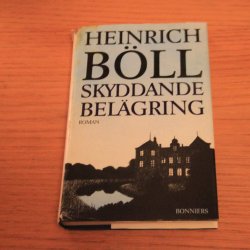 HEINRICH
BÖLL
SKYDDANDE
BELÄGRING
ROMAN
BONNIERS